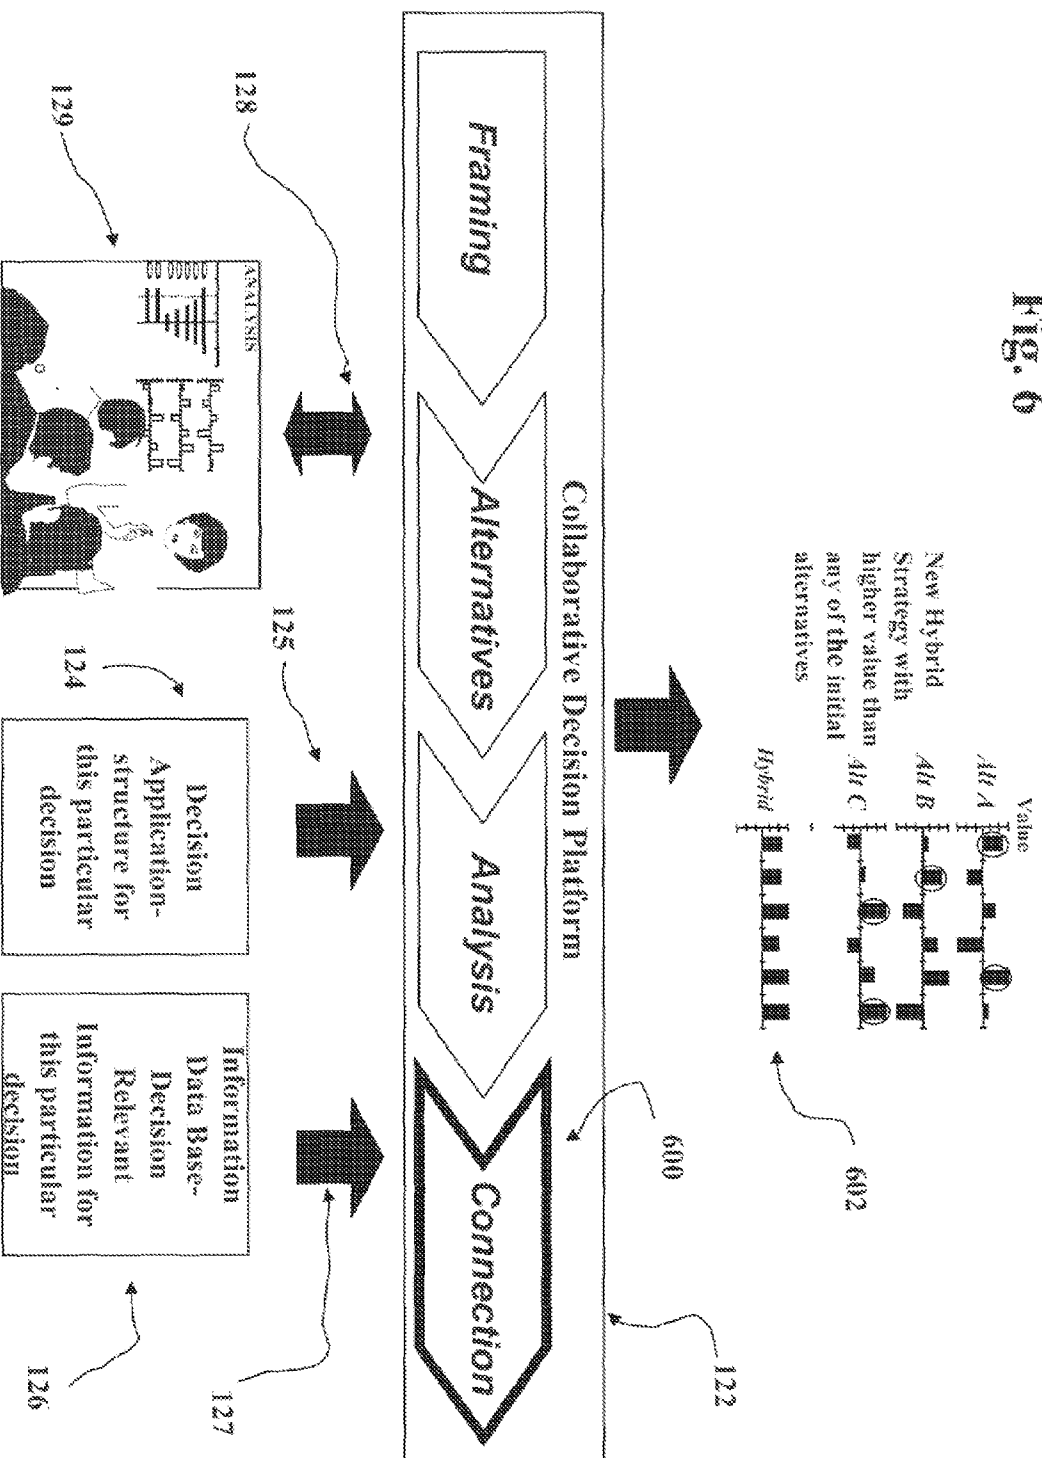 Fig. 6
Value
Alt A
Alt B
Alt C
Hybrid
New Hybrid
Strategy with
higher value than
any of the initial
alternatives
602
600
122
Collaborative Decision Platform
Framing
Alternatives
Analysis
Connection
128
125
127
129
ANALYSIS
124
Decision
Application-
structure for
this particular
decision
Information
Data Base-
Decision
Relevant
Information for
this particular
decision
126